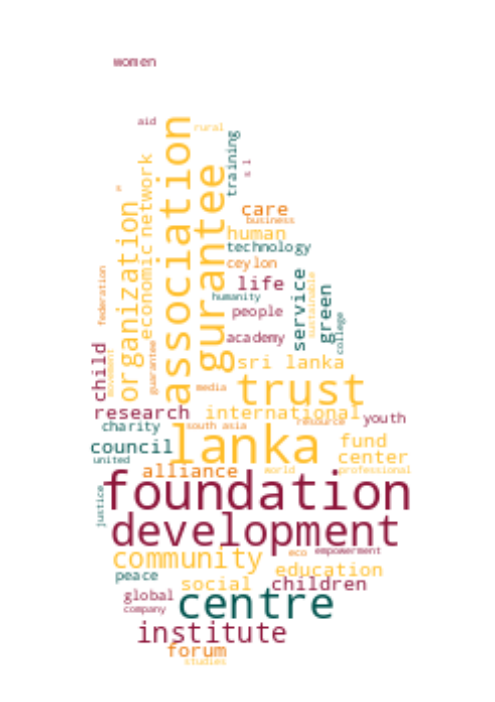 women
aid
rural
training
s l
association
gurantee
economic network
organization
care
business
human
technology
ceylon
life
humanity
people
service
sustainable
green
college
federation
child
movement
guarantee
academy
sri lanka
media
trust
research
international
resource
youth
charity
south asia
council
lanka
fund
center
united
alliance
world
professional
foundation
justice
development
community
eco
empowerment
peace
social
education
children
global
company
centre
institute
forum
studies